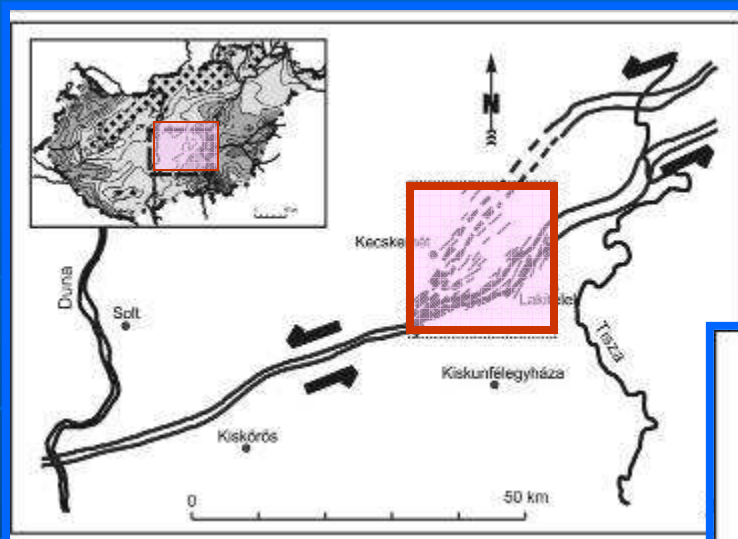 N
Kecskemét
Duna
Solt
Lakitelek
Tisza
Kiskunfélegyháza
Kiskőrös
0
50 km